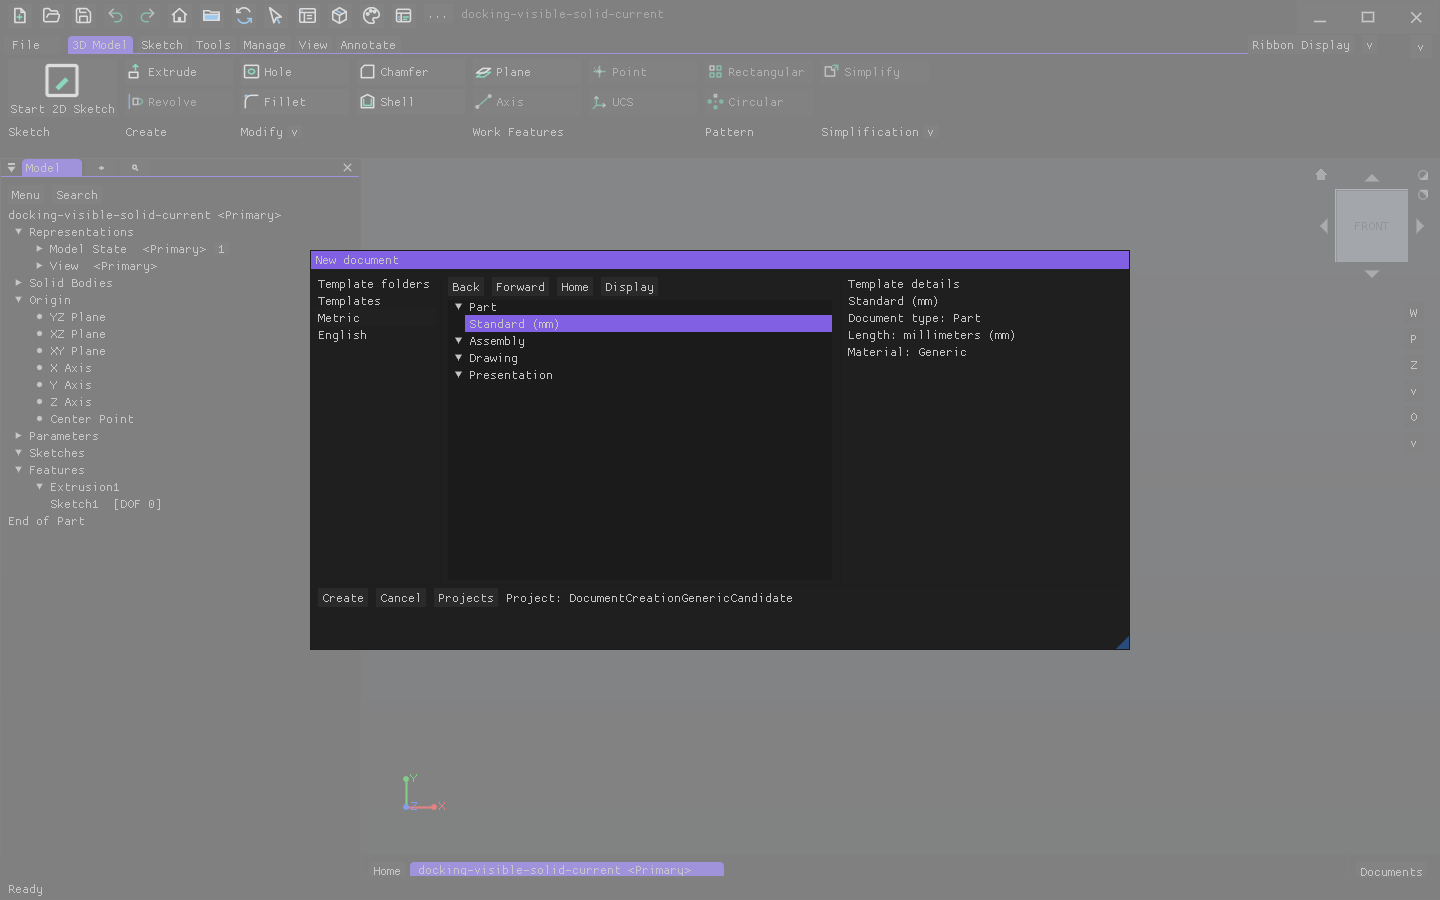 ... docking-visible-solid-current
File 3D Model Sketch Tools Manage View Annotate Ribbon Display v v
Extrude Hole Chamfer Plane Point Rectangular Simplify
Start 2D Sketch Revolve Fillet Shell Axis UCS Circular
Sketch Create Modify v Work Features Pattern Simplification v
Model
Menu Search
docking-visible-solid-current <Primary>
Representations
Model State <Primary> 1
View <Primary>
Solid Bodies
Origin
YZ Plane
XZ Plane
XY Plane
X Axis
Y Axis
Z Axis
Center Point
Parameters
Sketches
Features
Extrusion1
Sketch1 [DOF 0]
End of Part
New document
Template folders
Templates
Metric
English
Back Forward Home Display
Part
Standard (mm)
Assembly
Drawing
Presentation
Template details
Standard (mm)
Document type: Part
Length: millimeters (mm)
Material: Generic
Create Cancel Projects Project: DocumentCreationGenericCandidate
FRONT
W
P
Z
v
O
v
Y
Z X
Home docking-visible-solid-current <Primary> Documents
Ready